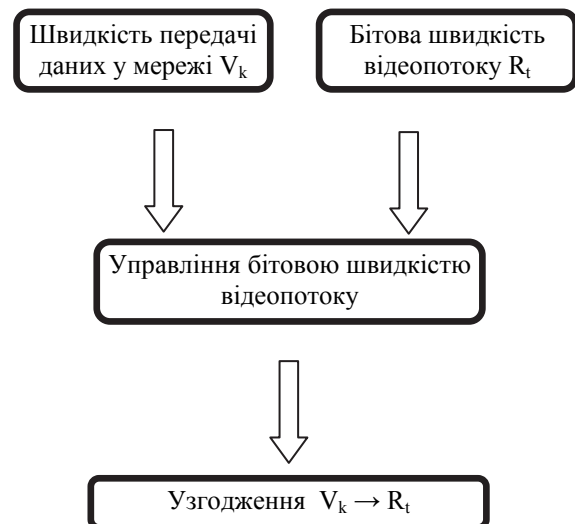 Швидкість передачі
даних у мережі Vk
Бітова швидкість
відеопотоку Rt
Управління бітовою швидкістю
відеопотоку
Узгодження Vk → Rt